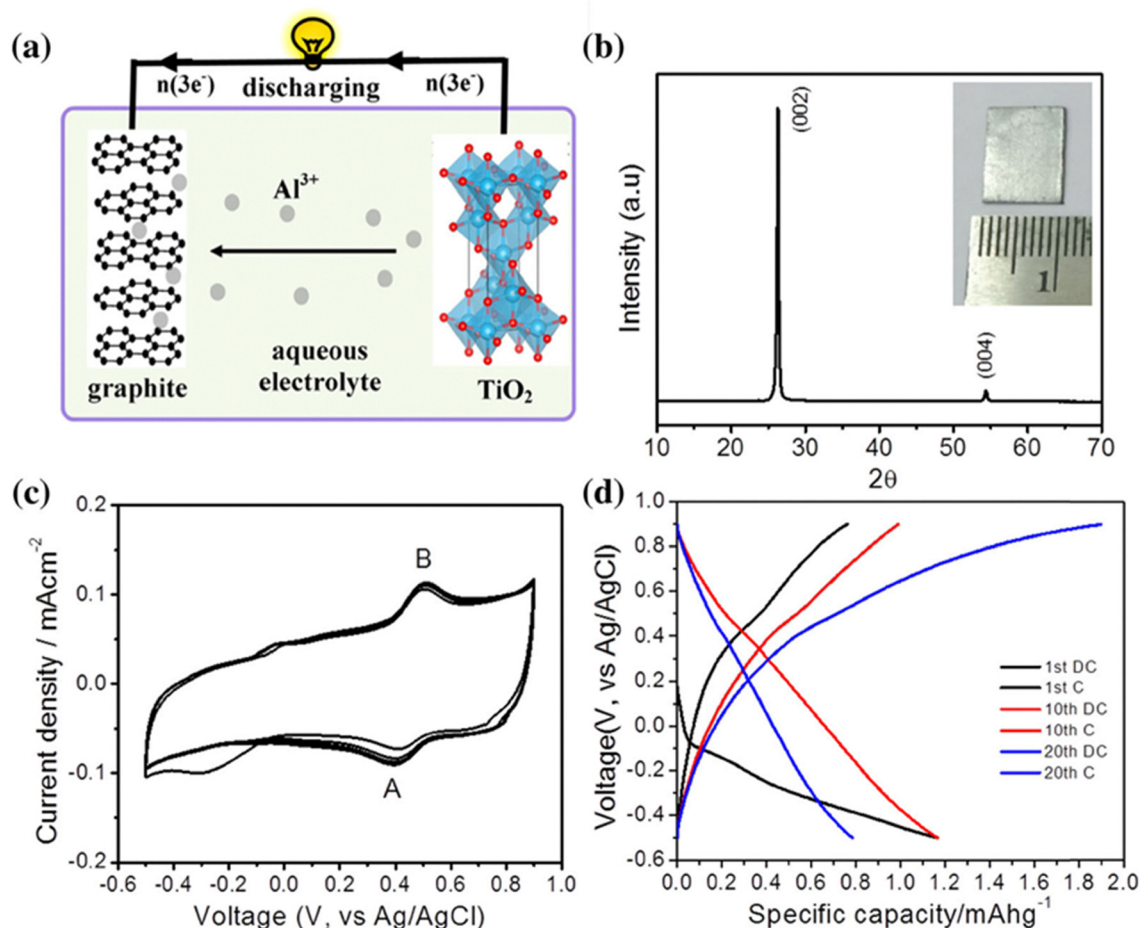 (a)
n(3e⁻) discharging n(3e⁻)
Al³⁺
aqueous
electrolyte
graphite
TiO₂
(b)
Intensity (a.u)
(002)
(004)
1
10 20 30 40 50 60 70
2θ
(c)
Current density / mAcm⁻²
0.2
0.1
0.0
-0.1
-0.2
B
A
-0.6 -0.4 -0.2 0.0 0.2 0.4 0.6 0.8 1.0
Voltage (V, vs Ag/AgCl)
(d)
Voltage(V, vs Ag/AgCl)
1.0
0.8
0.6
0.4
0.2
-0.0
-0.2
-0.4
-0.6
1st DC
1st C
10th DC
10th C
20th DC
20th C
0.0 0.2 0.4 0.6 0.8 1.0 1.2 1.4 1.6 1.8 2.0
Specific capacity/mAhg⁻¹